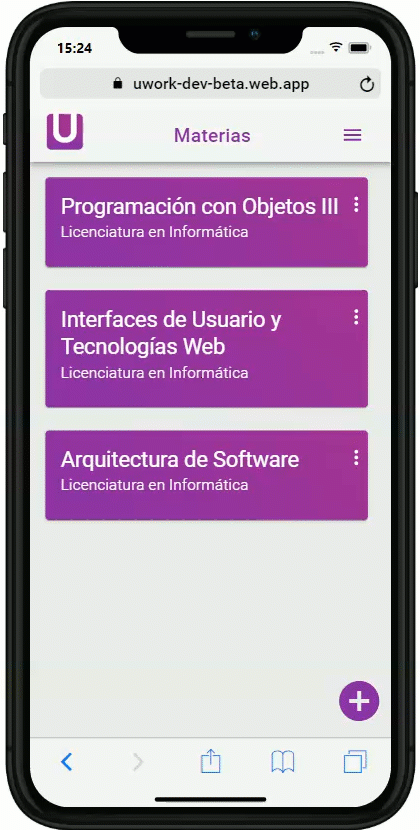 15:24
uwork-dev-beta.web.app
U
Materias
Programación con Objetos III
Licenciatura en Informática
Interfaces de Usuario y
Tecnologías Web
Licenciatura en Informática
Arquitectura de Software
Licenciatura en Informática